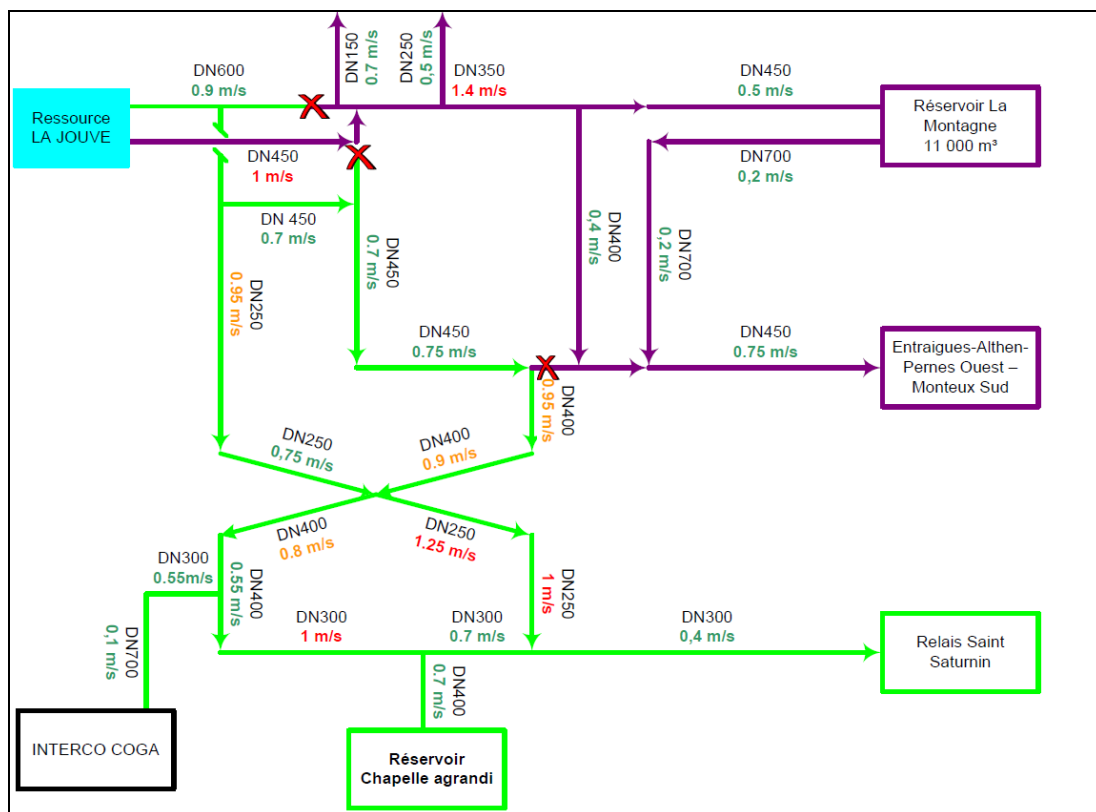 DN150
0.7 m/s
DN250
0,5 m/s
DN600
0.9 m/s
DN350
1.4 m/s
DN450
0.5 m/s
Ressource
LA JOUVE
Réservoir La
Montagne
11 000 m³
DN450
1 m/s
DN700
0,2 m/s
DN 450
0.7 m/s
DN450
0.7 m/s
DN400
0,4 m/s
DN700
0,2 m/s
DN250
0.95 m/s
DN450
0.75 m/s
DN450
0.75 m/s
Entraigues-Althen-
Pernes Ouest –
Monteux Sud
DN400
0.95 m/s
DN250
0,75 m/s
DN400
0.9 m/s
DN400
0.8 m/s
DN250
1.25 m/s
DN300
0.55m/s
DN400
0.55 m/s
DN250
1 m/s
DN300
1 m/s
DN300
0.7 m/s
DN300
0,4 m/s
DN700
0,1 m/s
DN400
0.7 m/s
Relais Saint
Saturnin
INTERCO COGA
Réservoir
Chapelle agrandi